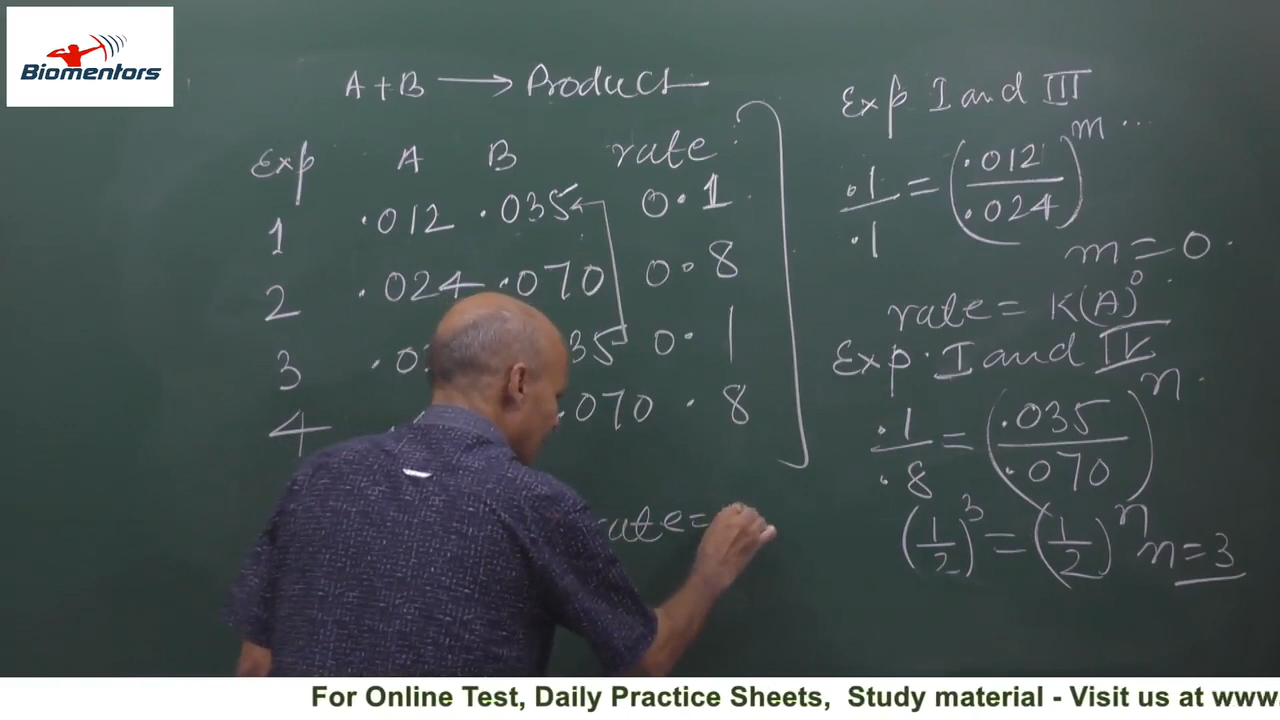 Biomentors
A + B ⟶ Product
Exp A B rate
1 .012 .035 0.1
2 .024 .070 0.8
3 .0 35 0.1
4 .070 .8
rate =
Exp I and III
.1/.1 = (.012/.024)^m ...
m = 0.
rate = K(A)^0
Exp. I and IV
.1/.8 = (.035/.070)^n.
(1/2)^3 = (1/2)^n n = 3
For Online Test, Daily Practice Sheets, Study material - Visit us at www.